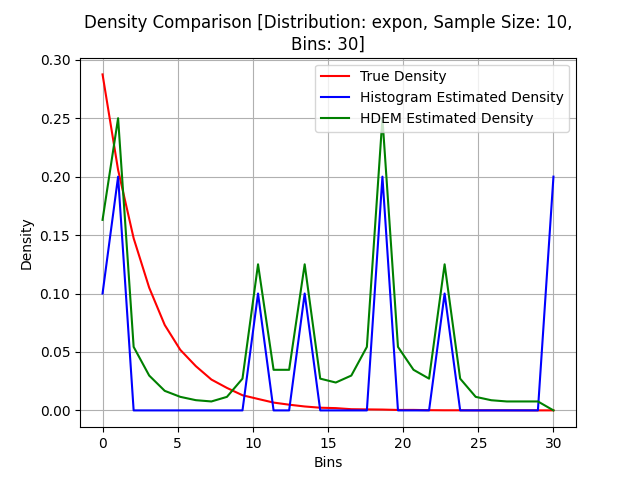 Density Comparison [Distribution: expon, Sample Size: 10,
Bins: 30]
True Density
Histogram Estimated Density
HDEM Estimated Density
Density
0.30
0.25
0.20
0.15
0.10
0.05
0.00
0 5 10 15 20 25 30
Bins